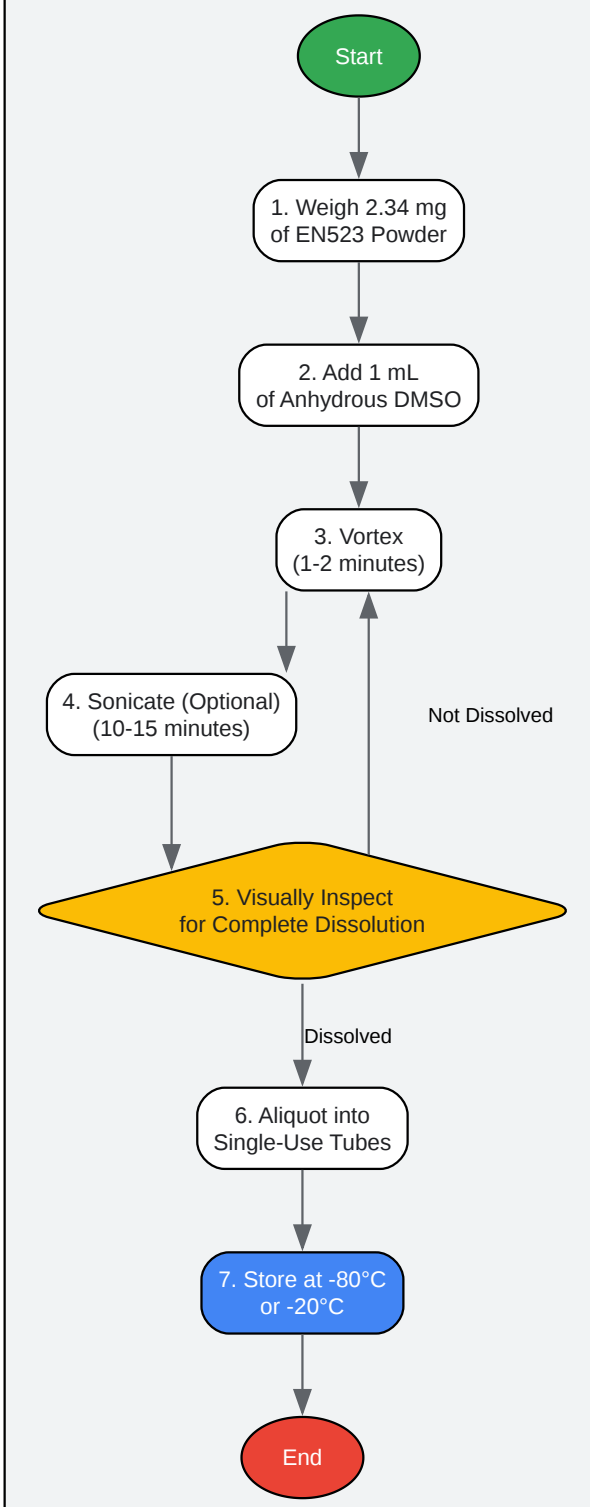 Start
1. Weigh 2.34 mg
of EN523 Powder
2. Add 1 mL
of Anhydrous DMSO
3. Vortex
(1-2 minutes)
4. Sonicate (Optional)
(10-15 minutes)
Not Dissolved
5. Visually Inspect
for Complete Dissolution
Dissolved
6. Aliquot into
Single-Use Tubes
7. Store at -80°C
or -20°C
End